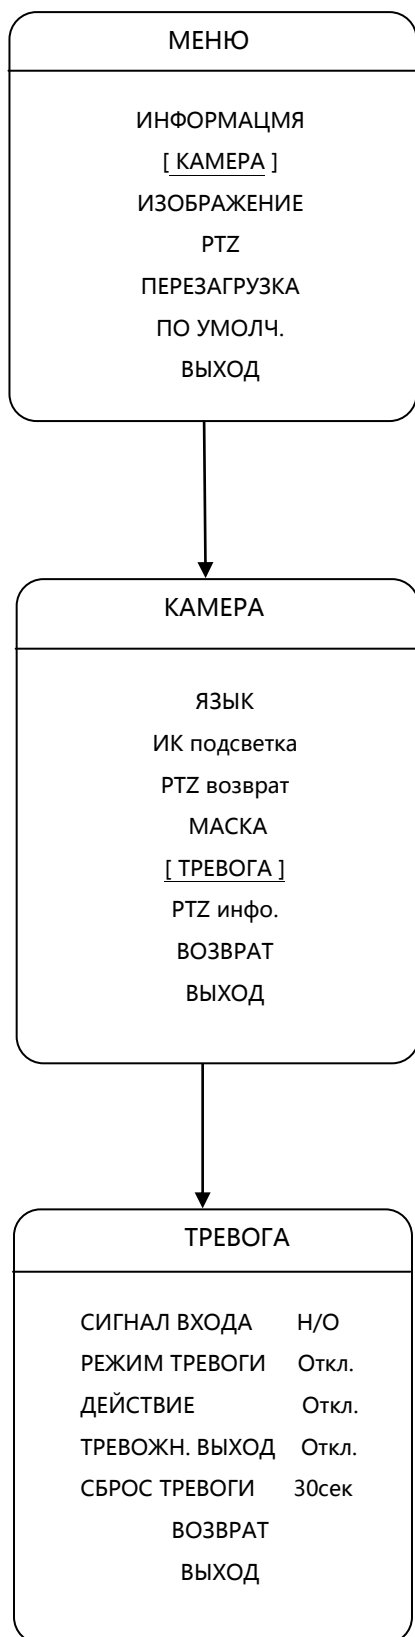 МЕНЮ
ИНФОРМАЦМЯ
[ КАМЕРА ]
ИЗОБРАЖЕНИЕ
PTZ
ПЕРЕЗАГРУЗКА
ПО УМОЛЧ.
ВЫХОД
КАМЕРА
ЯЗЫК
ИК подсветка
PTZ возврат
МАСКА
[ ТРЕВОГА ]
PTZ инфо.
ВОЗВРАТ
ВЫХОД
ТРЕВОГА
СИГНАЛ ВХОДА Н/О
РЕЖИМ ТРЕВОГИ Откл.
ДЕЙСТВИЕ Откл.
ТРЕВОЖН. ВЫХОД Откл.
СБРОС ТРЕВОГИ 30сек
ВОЗВРАТ
ВЫХОД